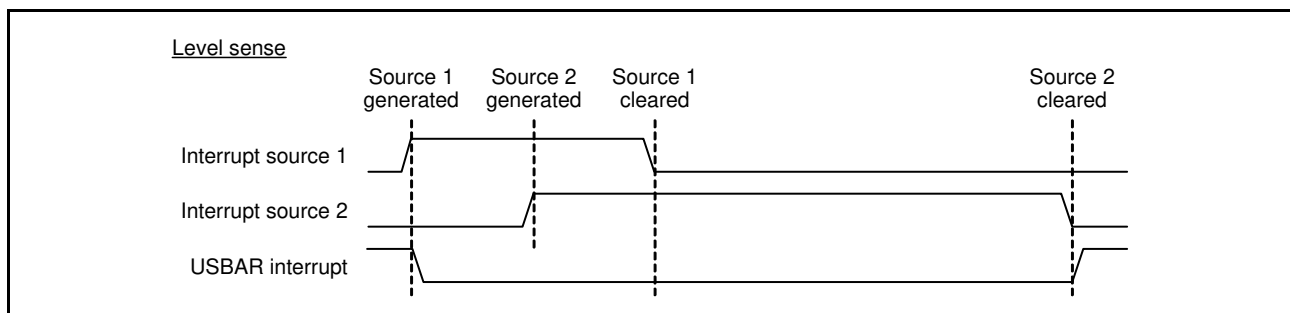 Level sense
Source 1
generated
Source 2
generated
Source 1
cleared
Source 2
cleared
Interrupt source 1
Interrupt source 2
USBAR interrupt